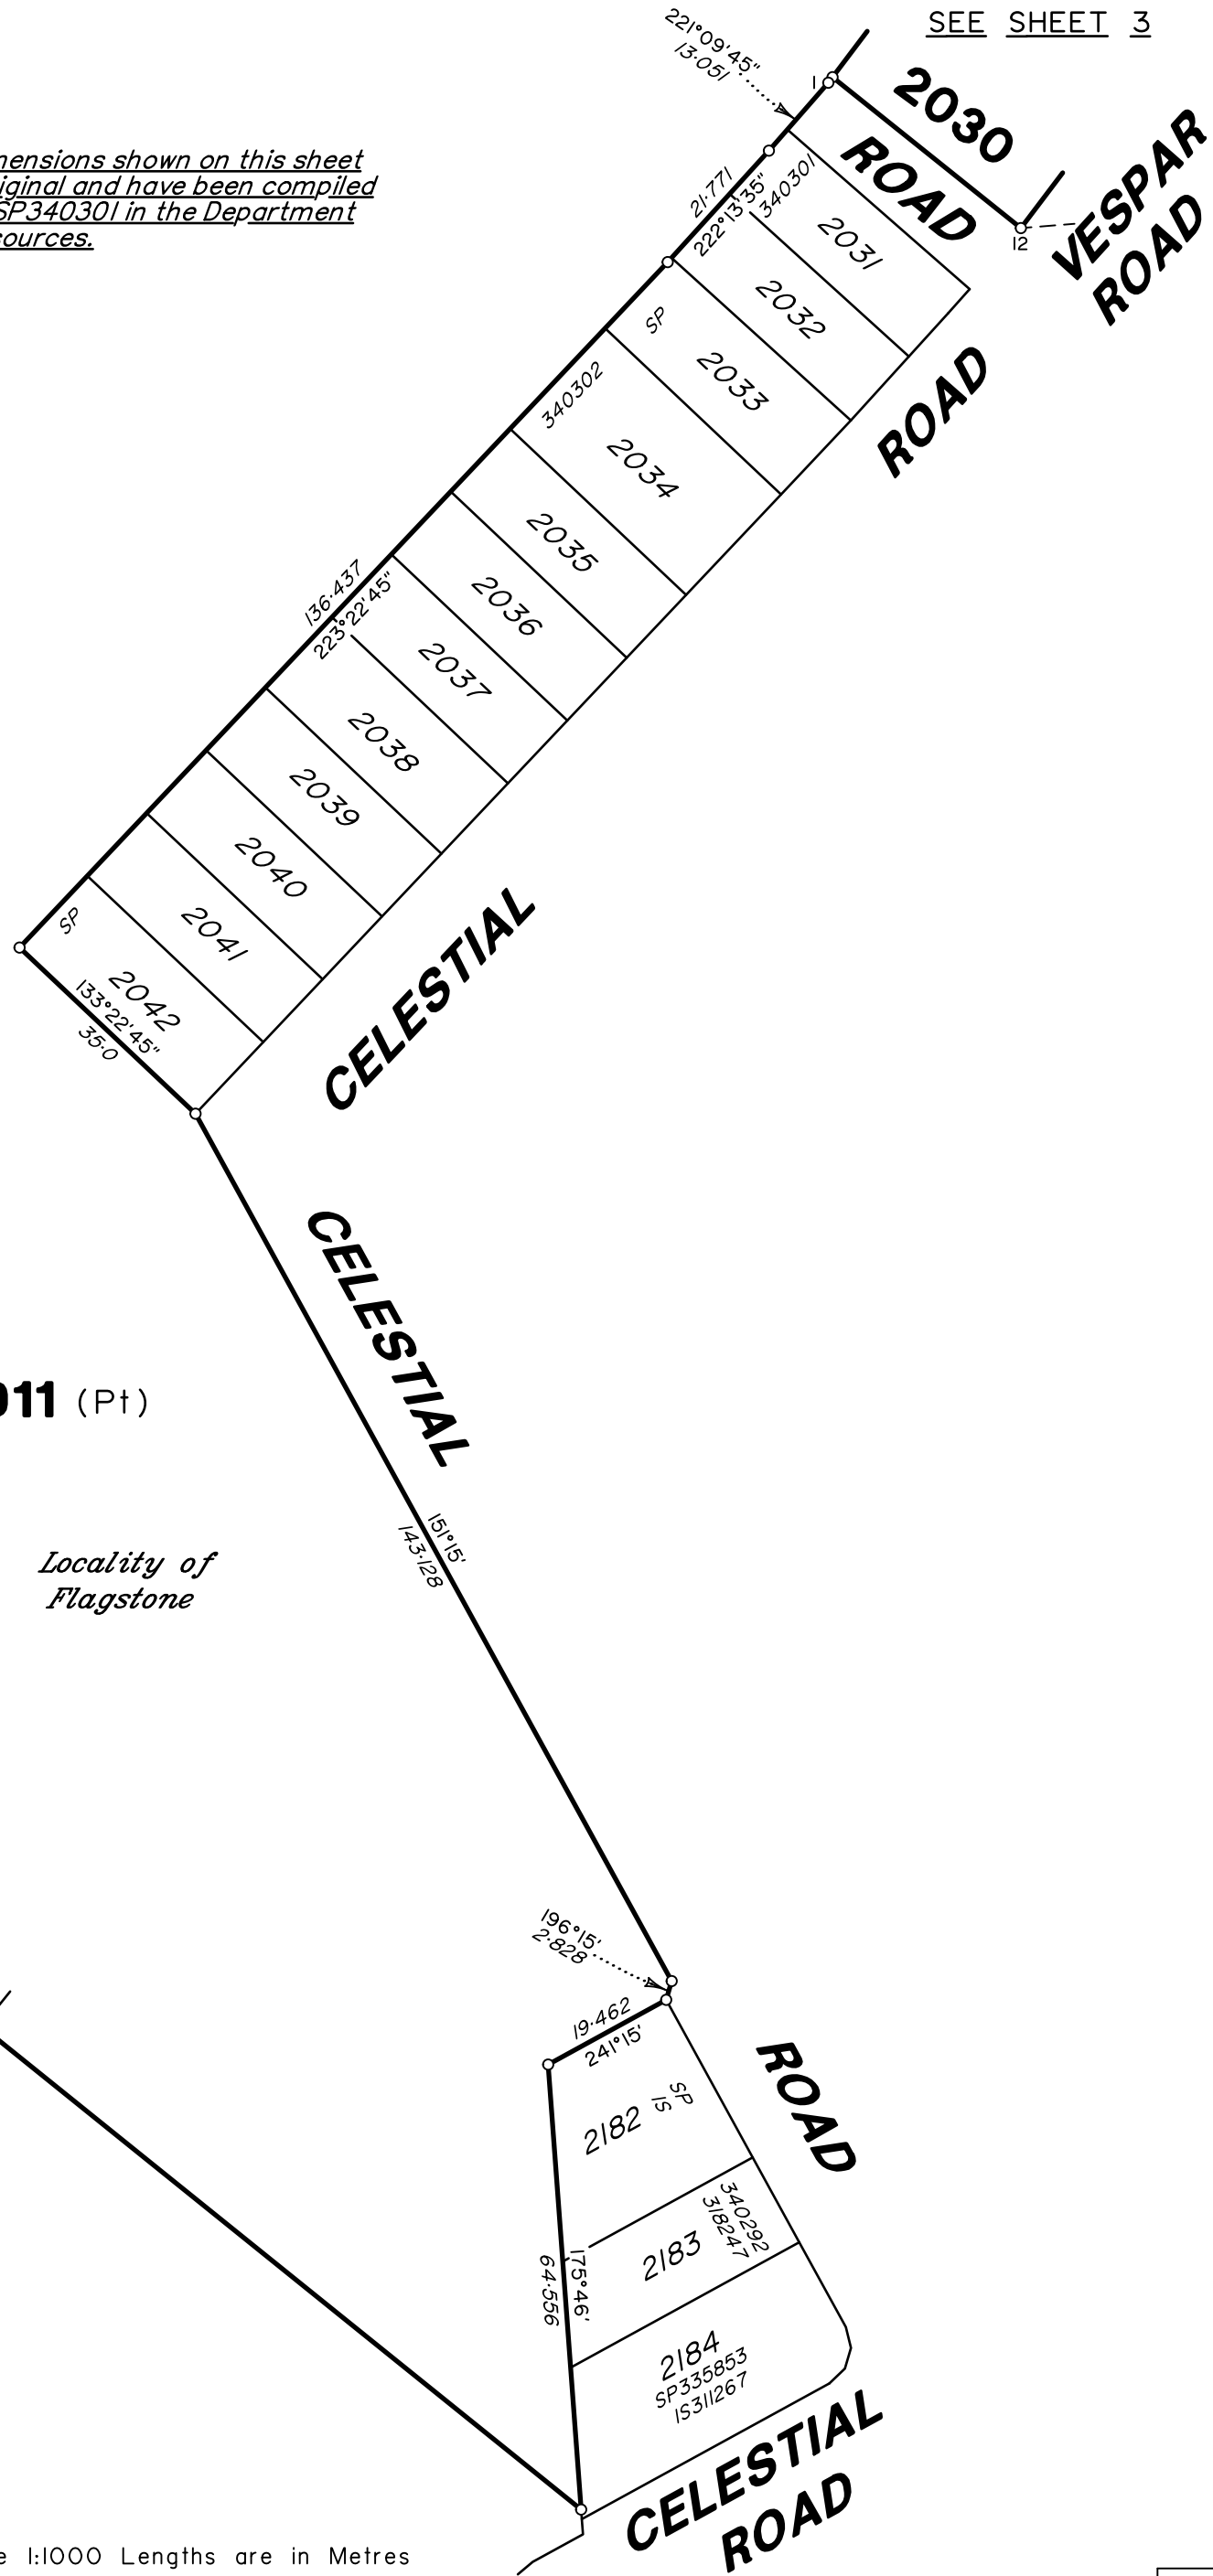 SEE SHEET 3
221°09'45"
13·051
1
2030
ROAD
VESPAR
ROAD
12
mensions shown on this sheet
iginal and have been compiled
SP340301 in the Department
sources.
21·771
222°13'35"
340301
2031
2032
SP
2033
ROAD
340302
2034
2035
136·437
223°22'45"
2036
2037
2038
2039
2040
2041
SP
2042
133°22'45"
35·0
CELESTIAL
CELESTIAL
11 (Pt)
151°15'
143·128
Locality of
Flagstone
196°15'
2·828
19·462
241°15'
ROAD
SP
IS
2182
340292
318247
2183
175°46'
64·556
2184
SP335853
IS311267
CELESTIAL
ROAD
e 1:1000 Lengths are in Metres